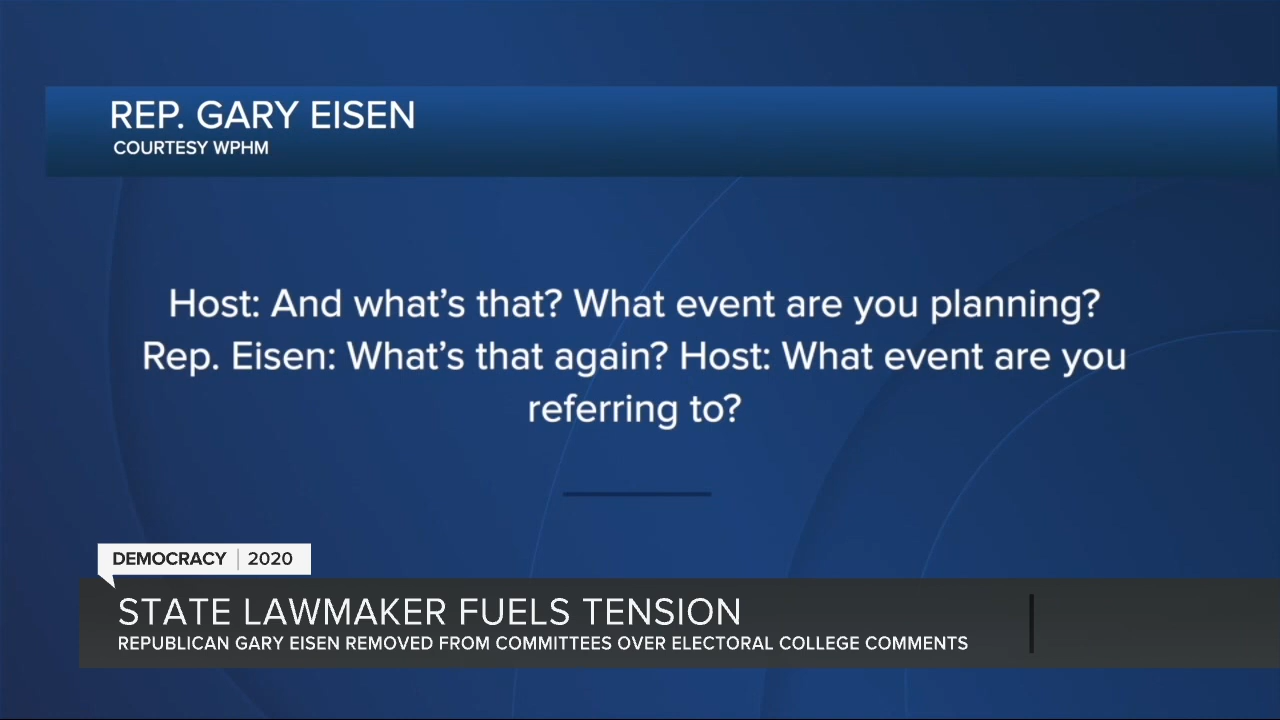 REP. GARY EISEN
COURTESY WPHM
Host: And what's that? What event are you planning?
Rep. Eisen: What's that again? Host: What event are you
referring to?
DEMOCRACY | 2020
STATE LAWMAKER FUELS TENSION
REPUBLICAN GARY EISEN REMOVED FROM COMMITTEES OVER ELECTORAL COLLEGE COMMENTS